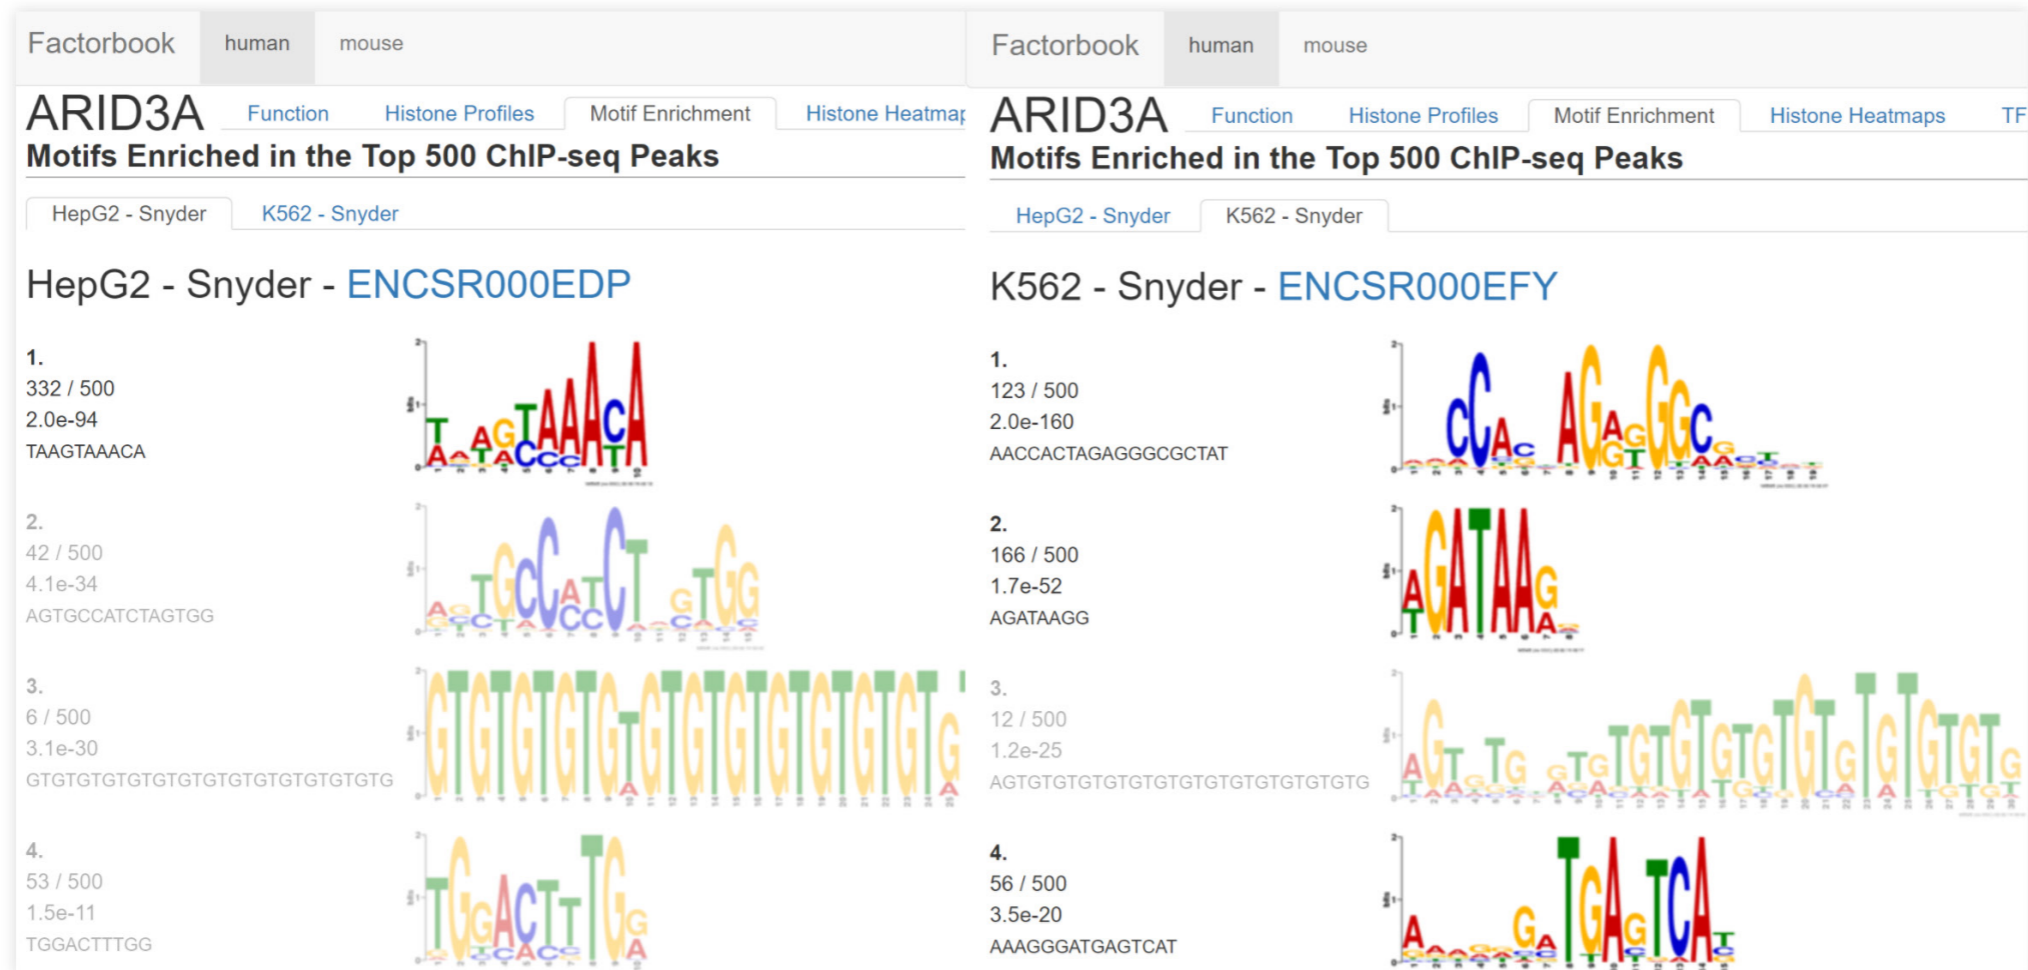 Factorbook human mouse
ARID3A Function Histone Profiles Motif Enrichment Histone Heatmap
Motifs Enriched in the Top 500 ChIP-seq Peaks
HepG2 - Snyder K562 - Snyder
HepG2 - Snyder - ENCSR000EDP
1.
332 / 500
2.0e-94
TAAGTAAACA
2.
42 / 500
4.1e-34
AGTGCCATCTAGTGG
3.
6 / 500
3.1e-30
GTGTGTGTGTGTGTGTGTGTGTGTGTGTG
4.
53 / 500
1.5e-11
TGGACTTTGG
Factorbook human mouse
ARID3A Function Histone Profiles Motif Enrichment Histone Heatmaps TF
Motifs Enriched in the Top 500 ChIP-seq Peaks
HepG2 - Snyder K562 - Snyder
K562 - Snyder - ENCSR000EFY
1.
123 / 500
2.0e-160
AACCACTAGAGGGCGCTAT
2.
166 / 500
1.7e-52
AGATAAGG
3.
12 / 500
1.2e-25
AGTGTGTGTGTGTGTGTGTGTGTGTGTGTG
4.
56 / 500
3.5e-20
AAAGGGATGAGTCAT